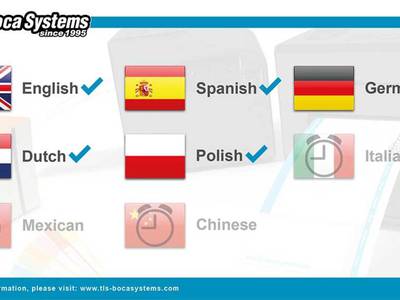 oca Systems
since 1995
English
Spanish
Germ
Dutch
Polish
Italia
Mexican
Chinese
rmation, please visit: www.tls-bocasystems.com